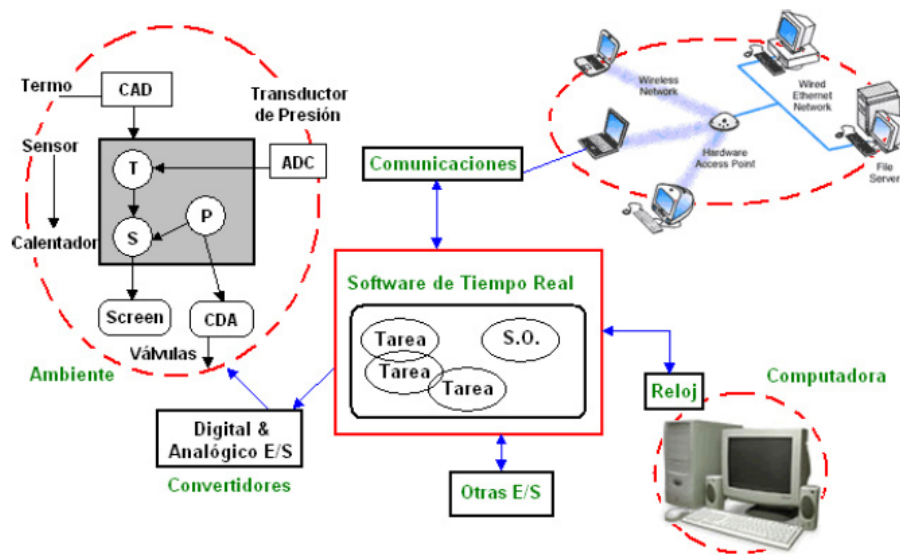 Termo
CAD
Transductor
de Presión
Sensor
T
ADC
P
Calentador
S
Screen
CDA
Válvulas
Ambiente
Digital &
Analógico E/S
Convertidores
Comunicaciones
Wireless
Network
Wired
Ethernet
Network
Hardware
Access Point
File
Server
Software de Tiempo Real
Tarea
S.O.
Tarea
Tarea
Reloj
Computadora
Otras E/S